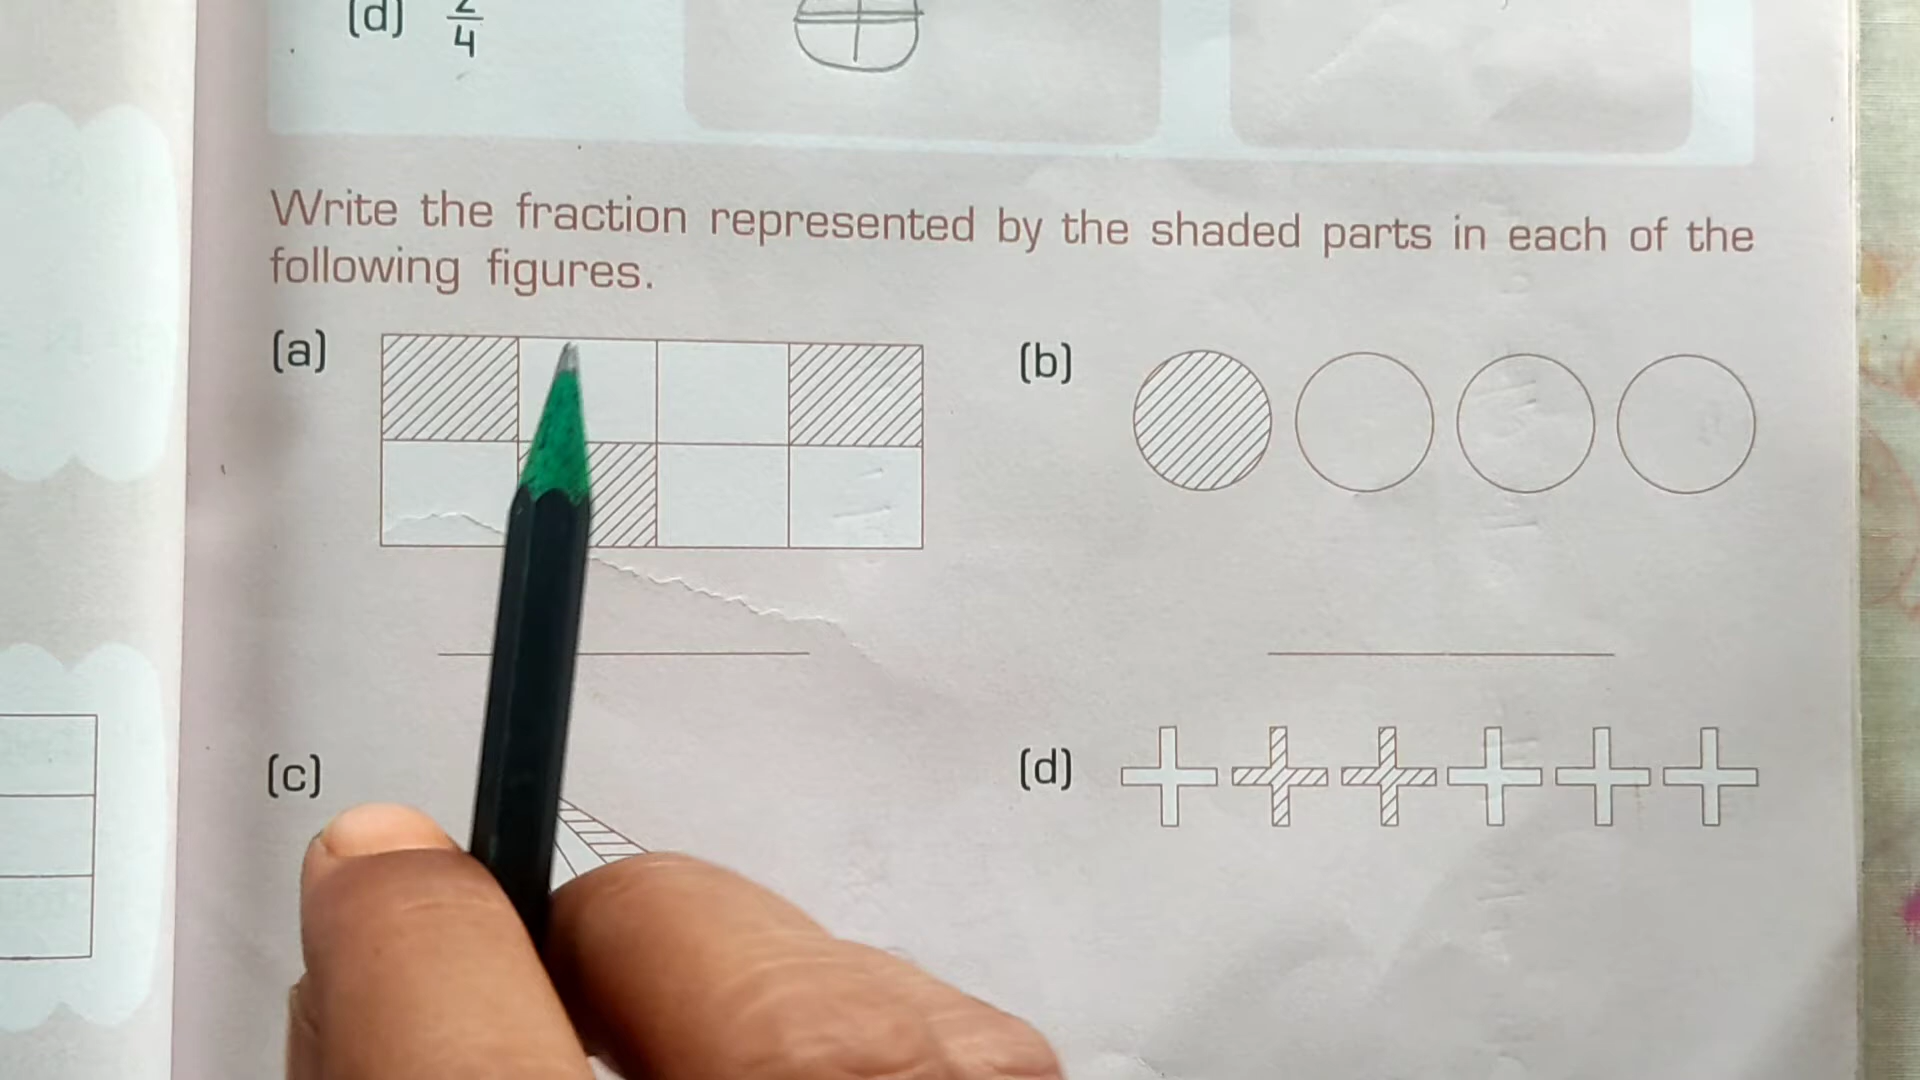 (d) 2/4
Write the fraction represented by the shaded parts in each of the
following figures.
(a)
(b)
(c)
(d)